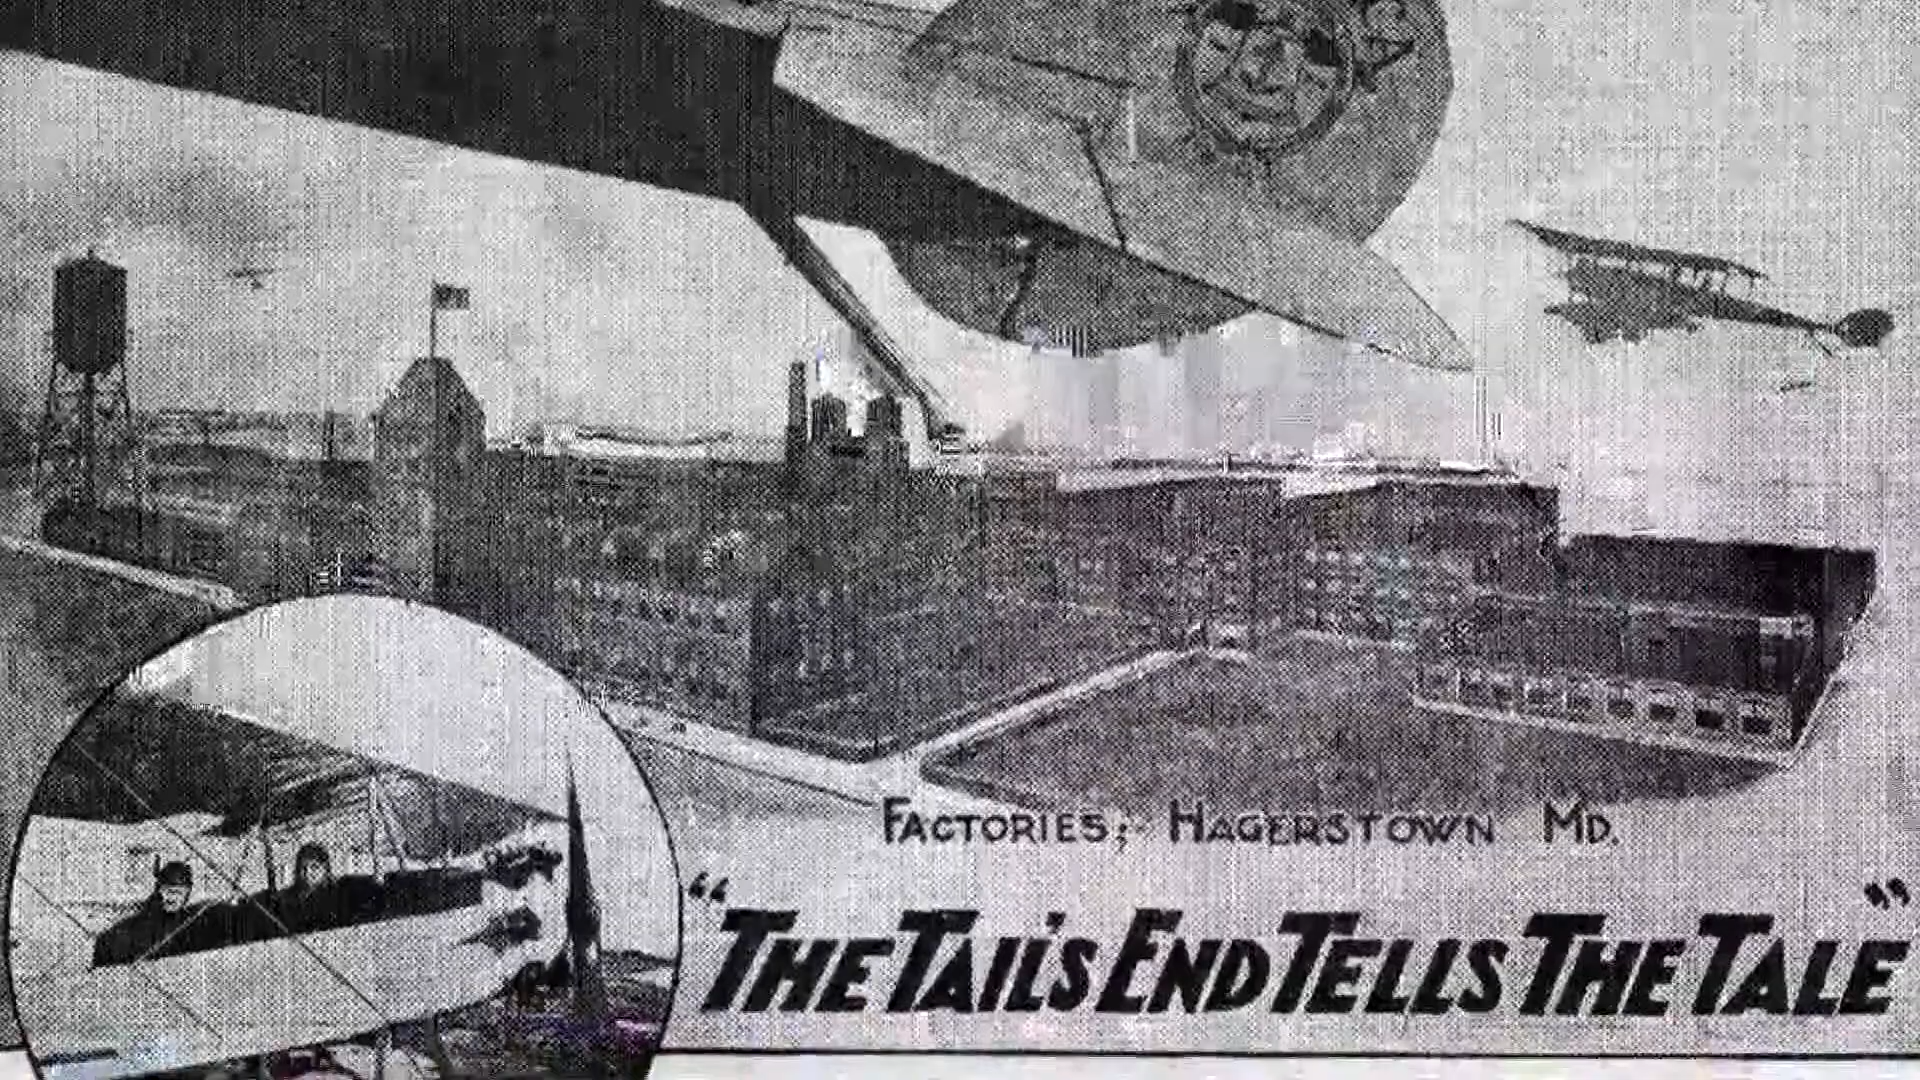 FACTORIES; HAGERSTOWN MD.
"THE TAIL'S END TELLS THE TALE"